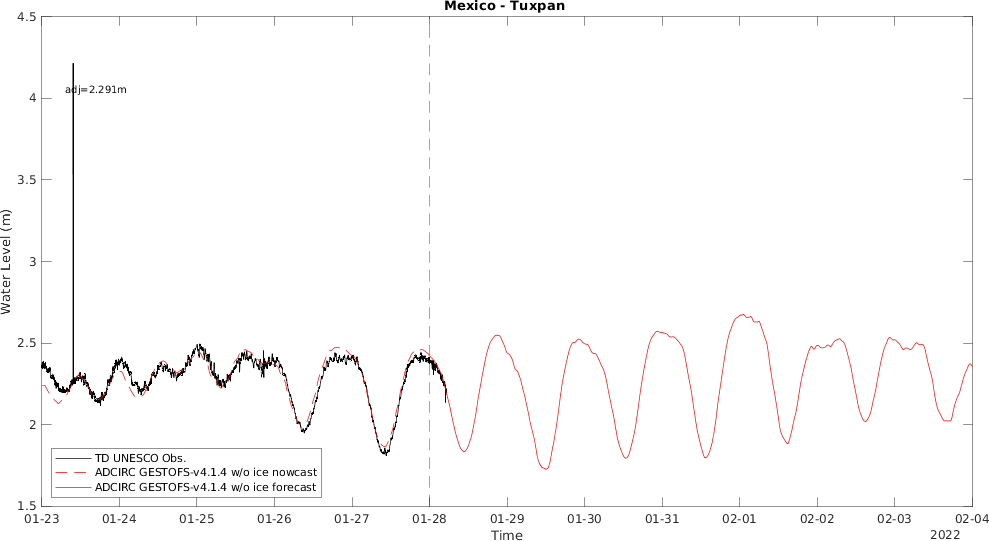 Mexico - Tuxpan
4.5
4
3.5
3
2.5
2
1.5
Water Level (m)
adj=2.291m
TD UNESCO Obs.
ADCIRC GESTOFS-v4.1.4 w/o ice nowcast
ADCIRC GESTOFS-v4.1.4 w/o ice forecast
01-23 01-24 01-25 01-26 01-27 01-28 01-29 01-30 01-31 02-01 02-02 02-03 02-04
Time
2022